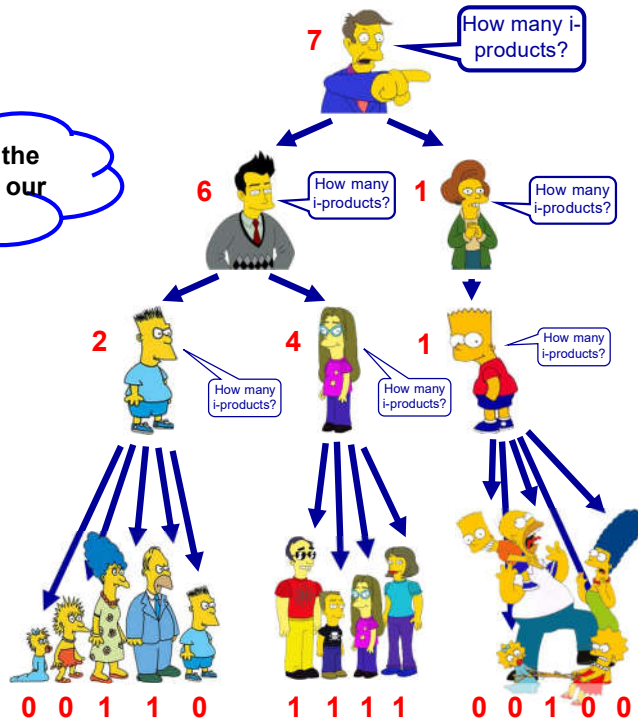 7
How many i-
products?
the
our
6
How many
i-products?
1
How many
i-products?
2
How many
i-products?
4
How many
i-products?
1
How many
i-products?
0 0 1 1 0
1 1 1 1
0 0 1 0 0